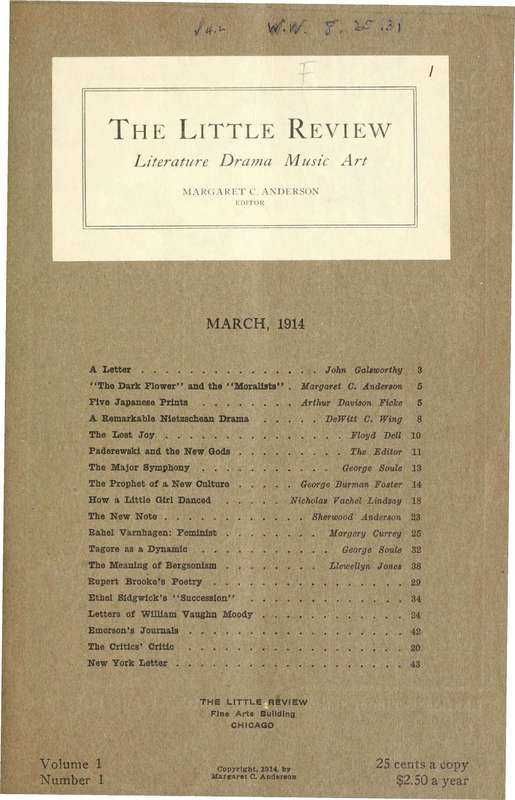 W.W. 8.25.31
F
1
THE LITTLE REVIEW
Literature Drama Music Art
MARGARET C. ANDERSON
EDITOR
MARCH, 1914
A Letter . . . . . . . . . . . . . . . John Galsworthy 3
"The Dark Flower" and the "Moralists" . Margaret C. Anderson 5
Five Japanese Prints . . . . . . . . Arthur Davison Ficke 5
A Remarkable Nietzschean Drama . . . . . DeWitt C. Wing 8
The Lost Joy . . . . . . . . . . . . . . . . Floyd Dell 10
Paderewski and the New Gods . . . . . . . . . . The Editor 11
The Major Symphony . . . . . . . . . . . . George Soule 13
The Prophet of a New Culture . . . . . George Burman Foster 14
How a Little Girl Danced . . . . . Nicholas Vachel Lindsay 18
The New Note . . . . . . . . . . . . Sherwood Anderson 23
Rahel Varnhagen: Feminist . . . . . . . Margery Currey 25
Tagore as a Dynamic . . . . . . . . . . . George Soule 32
The Meaning of Bergsonism . . . . . . . . Llewellyn Jones 38
Rupert Brooke's Poetry . . . . . . . . . . . . . . . . . 29
Ethel Sidgwick's "Succession" . . . . . . . . . . . . . . 34
Letters of William Vaughn Moody . . . . . . . . . . . . 24
Emerson's Journals . . . . . . . . . . . . . . . . . . . 42
The Critics' Critic . . . . . . . . . . . . . . . . . . . 20
New York Letter . . . . . . . . . . . . . . . . . . . . 43
THE LITTLE REVIEW
Fine Arts Building
CHICAGO
Volume 1
Number 1
Copyright, 1914, by
Margaret C. Anderson
25 cents a copy
$2.50 a year